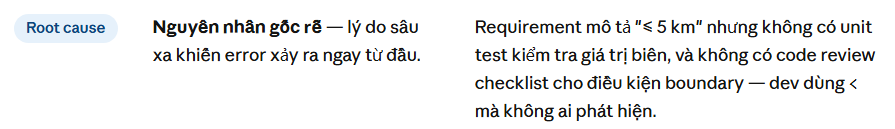 Root cause
Nguyên nhân gốc rễ — lý do sâu
xa khiến error xảy ra ngay từ đầu.
Requirement mô tả "≤ 5 km" nhưng không có unit
test kiểm tra giá trị biên, và không có code review
checklist cho điều kiện boundary — dev dùng <
mà không ai phát hiện.